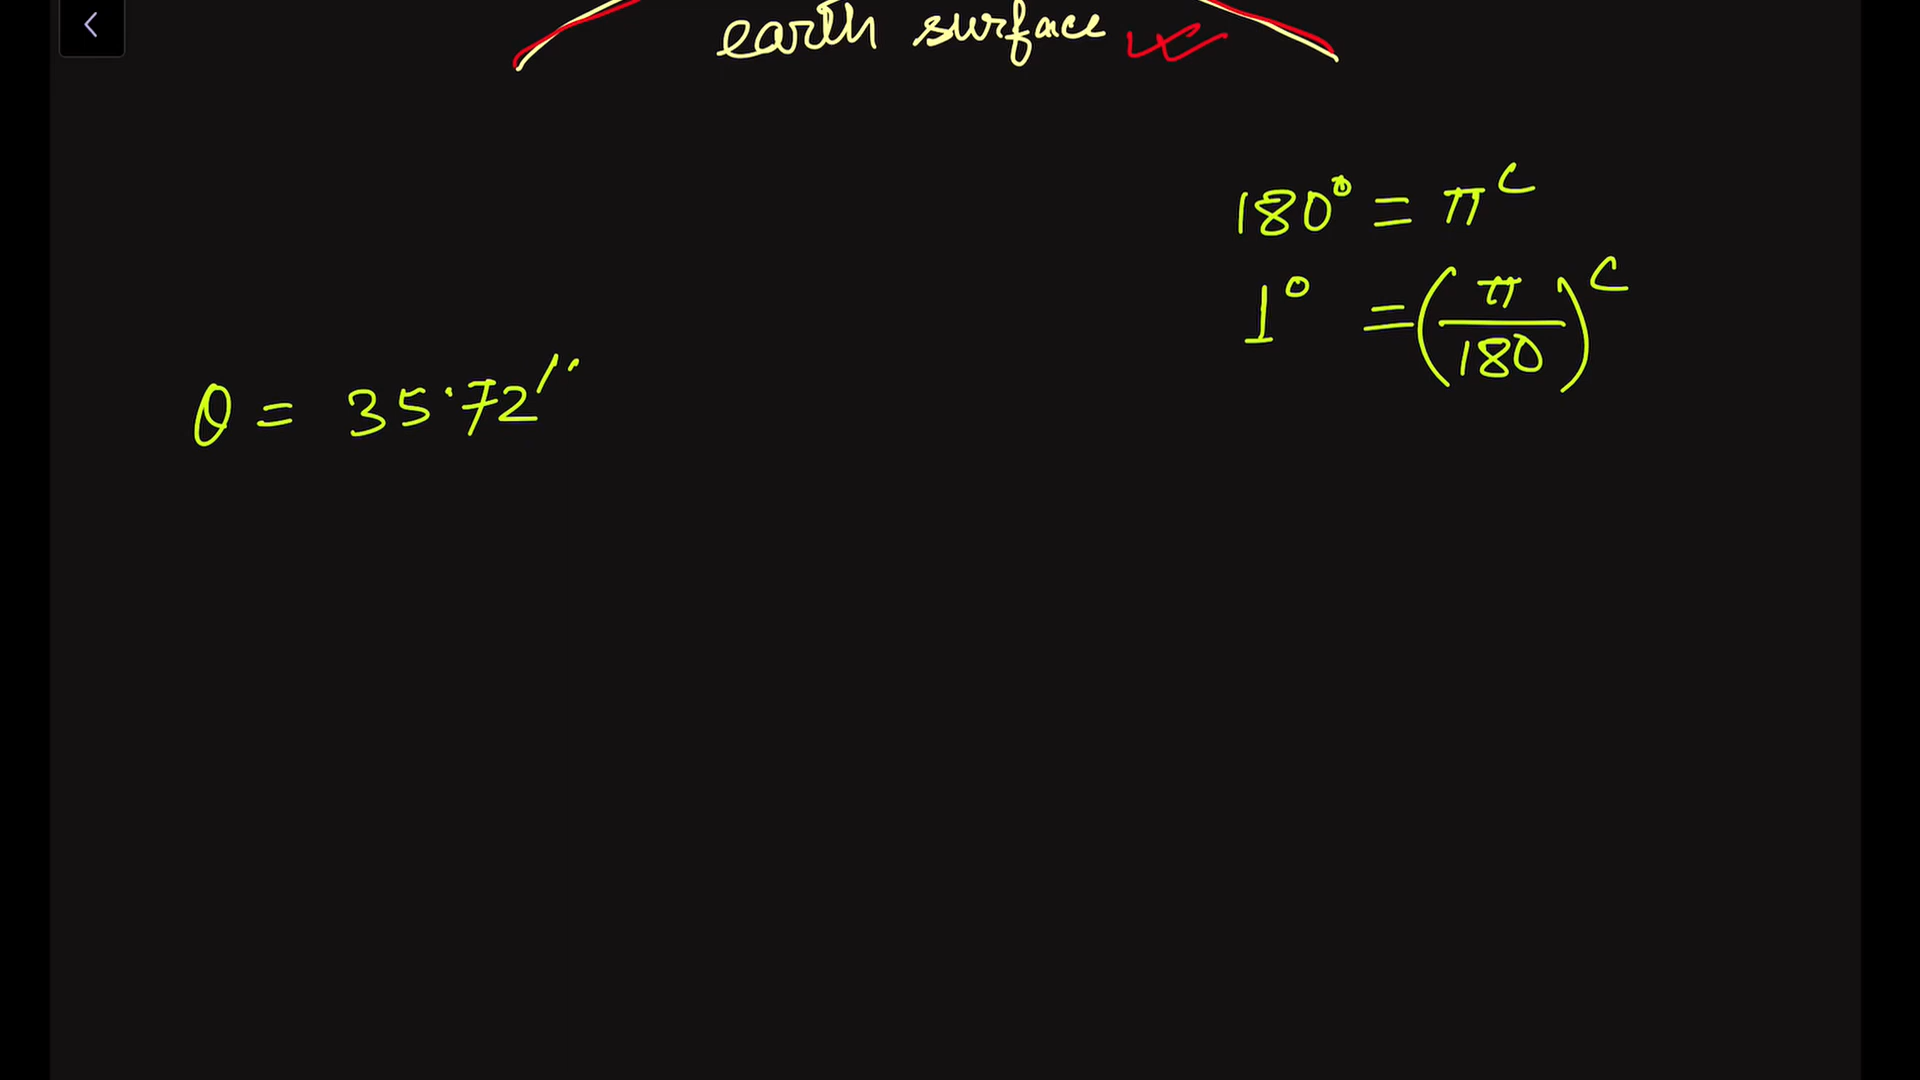 earth surface
180° = π^c
1° = (π/180)^c
θ = 35.72''